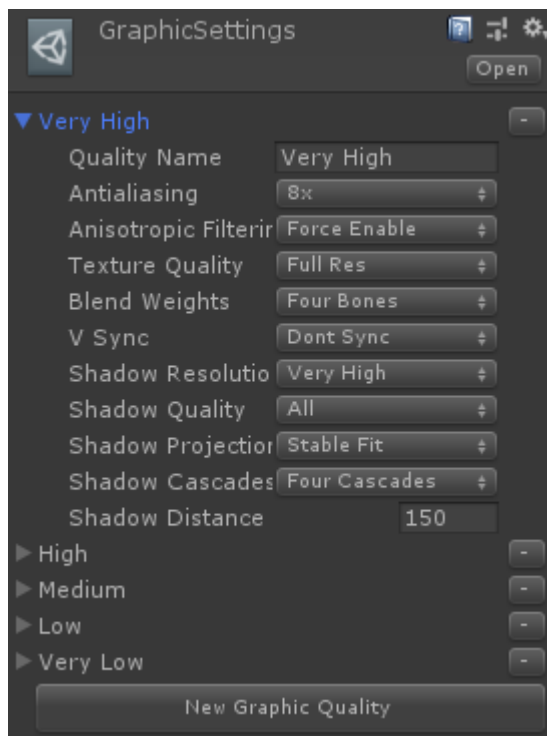 GraphicSettings
Open
Very High -
Quality Name Very High
Antialiasing 8x
Anisotropic Filterir Force Enable
Texture Quality Full Res
Blend Weights Four Bones
V Sync Dont Sync
Shadow Resolutio Very High
Shadow Quality All
Shadow Projection Stable Fit
Shadow Cascades Four Cascades
Shadow Distance 150
High -
Medium -
Low -
Very Low -
New Graphic Quality